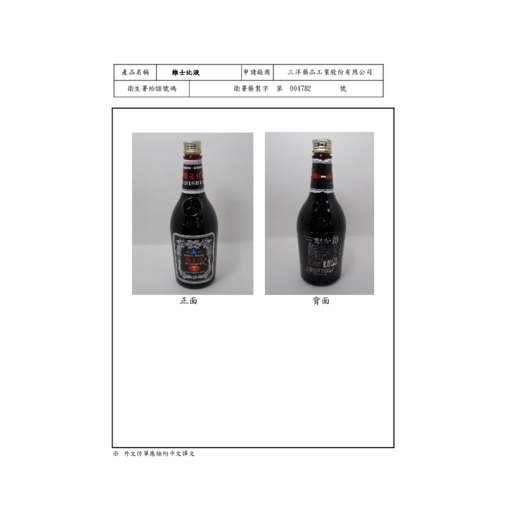 產品名稱 維士比液 申請廠商 三洋藥品工業股份有限公司
衛生署給證號碼 衛署藥製字 第 004782 號
正面 背面
※ 外文仿單應檢附中文譯文